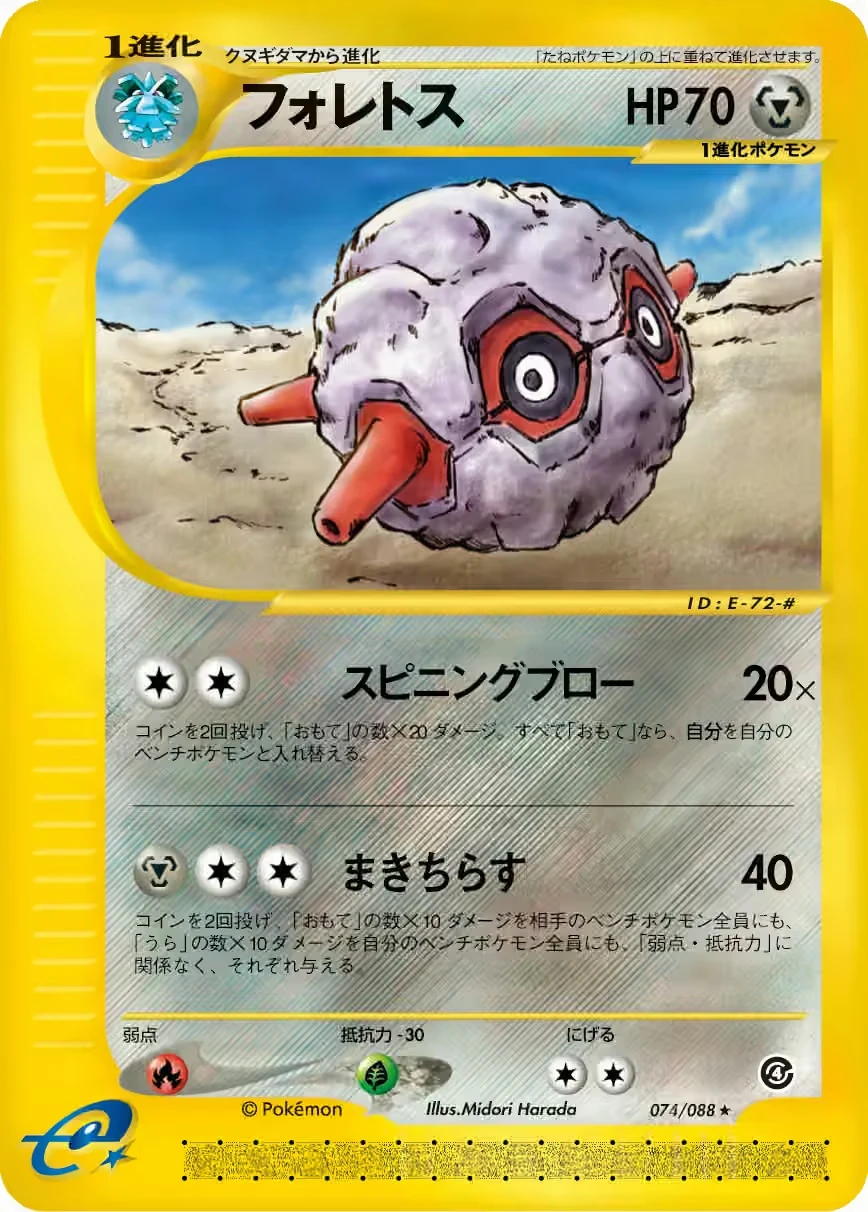 1進化
クヌギダマから進化
「たねポケモン」の上に重ねて進化させます。
フォレトス
HP70
1進化ポケモン
ID:E-72-#
スピニングブロー
20×
コインを2回投げ、「おもて」の数×20ダメージ。すべて「おもて」なら、自分を自分の
ベンチポケモンと入れ替える。
まきちらす
40
コインを2回投げ、「おもて」の数×10ダメージを相手のベンチポケモン全員にも、
「うら」の数×10ダメージを自分のベンチポケモン全員にも、「弱点・抵抗力」に
関係なく、それぞれ与える。
弱点
抵抗力 -30
にげる
4
© Pokémon
Illus.Midori Harada
074/088 ★
e